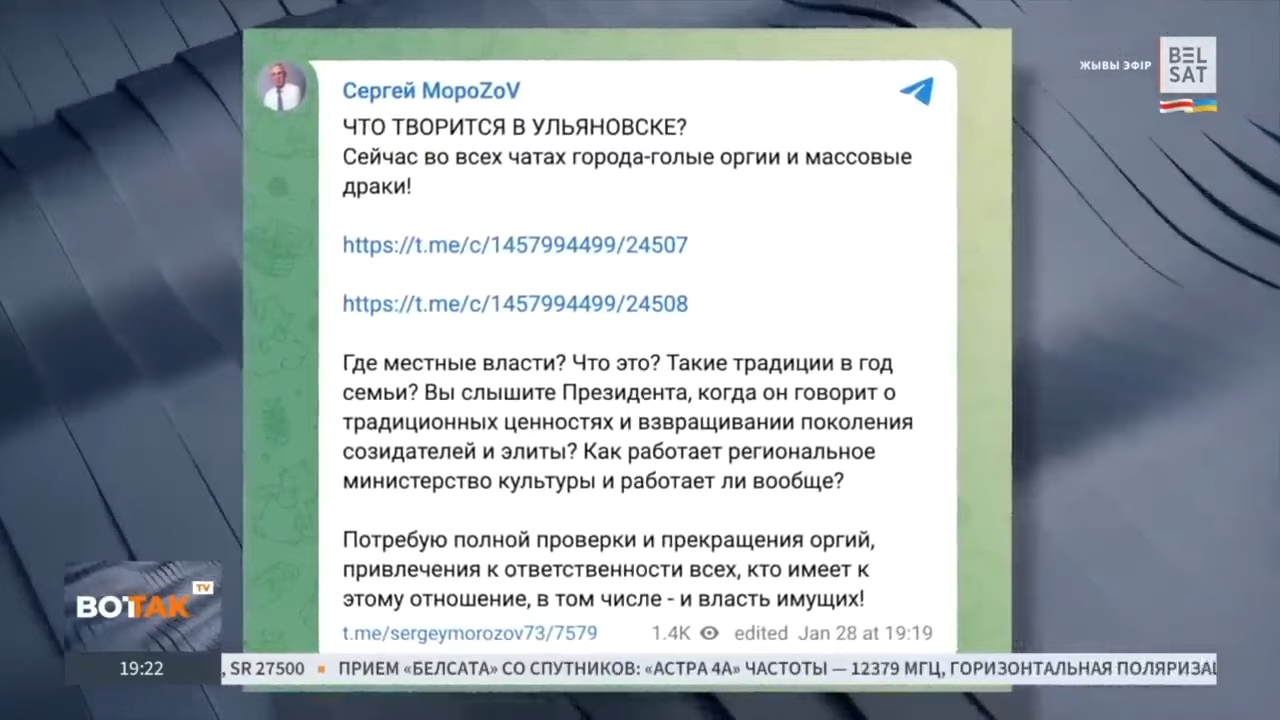 ЖЫВЫ ЭФІР
BEL
SAT
Сергей МороZоV
ЧТО ТВОРИТСЯ В УЛЬЯНОВСКЕ?
Сейчас во всех чатах города-голые оргии и массовые
драки!
https://t.me/c/1457994499/24507
https://t.me/c/1457994499/24508
Где местные власти? Что это? Такие традиции в год
семьи? Вы слышите Президента, когда он говорит о
традиционных ценностях и взвращивании поколения
созидателей и элиты? Как работает региональное
министерство культуры и работает ли вообще?
Потребую полной проверки и прекращения оргий,
привлечения к ответственности всех, кто имеет к
этому отношение, в том числе - и власть имущих!
t.me/sergeymorozov73/7579 1.4K edited Jan 28 at 19:19
ВОТТАК TV
19:22 , SR 27500 ▪ ПРИЕМ «БЕЛСАТА» СО СПУТНИКОВ: «АСТРА 4А» ЧАСТОТЫ — 12379 МГЦ, ГОРИЗОНТАЛЬНАЯ ПОЛЯРИЗАЦ